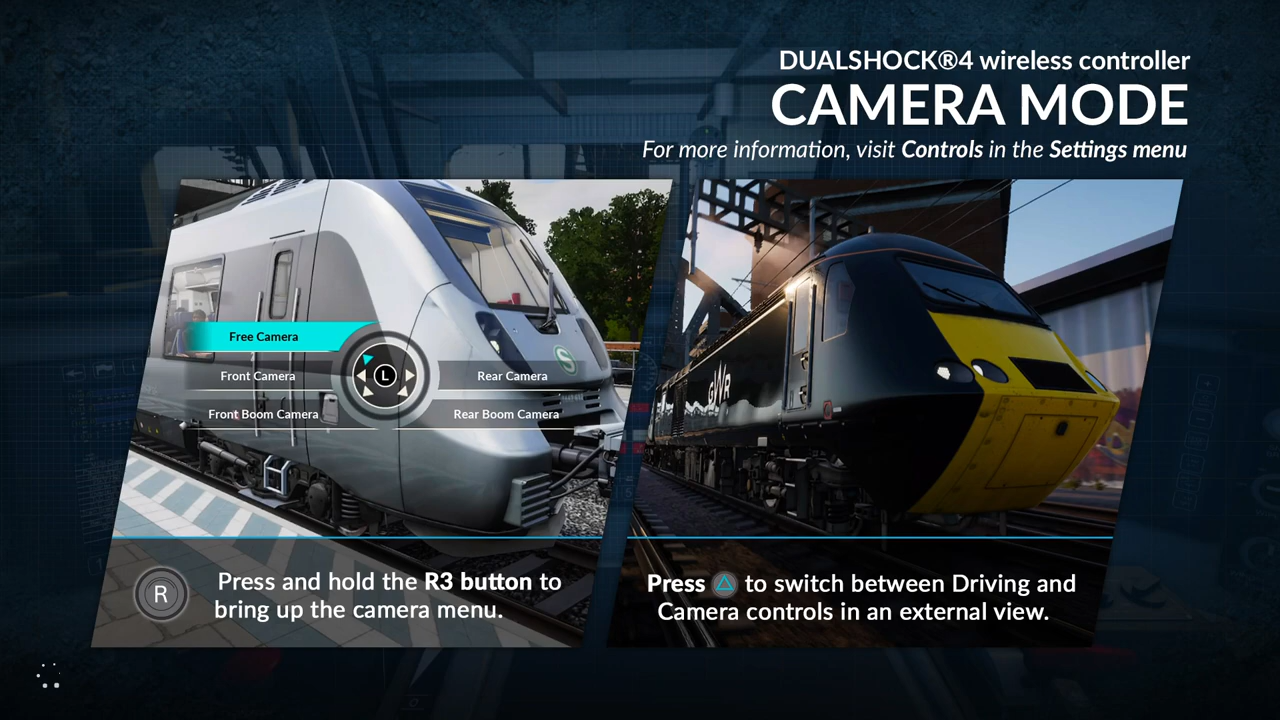 DUALSHOCK®4 wireless controller
CAMERA MODE
For more information, visit Controls in the Settings menu
Free Camera
Front Camera
Front Boom Camera
L
Rear Camera
Rear Boom Camera
S
GWR
R
Press and hold the R3 button to
bring up the camera menu.
Press to switch between Driving and
Camera controls in an external view.